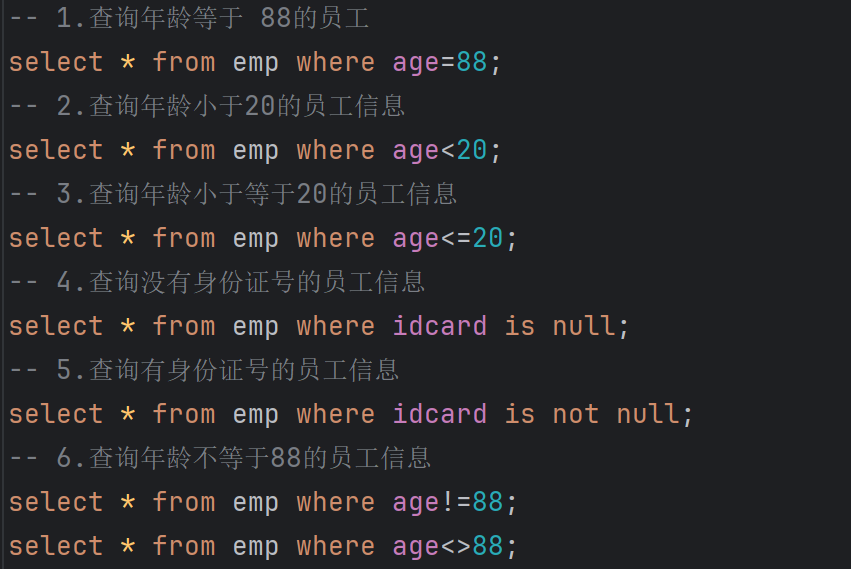 -- 1.查询年龄等于 88的员工
select * from emp where age=88;
-- 2.查询年龄小于20的员工信息
select * from emp where age<20;
-- 3.查询年龄小于等于20的员工信息
select * from emp where age<=20;
-- 4.查询没有身份证号的员工信息
select * from emp where idcard is null;
-- 5.查询有身份证号的员工信息
select * from emp where idcard is not null;
-- 6.查询年龄不等于88的员工信息
select * from emp where age!=88;
select * from emp where age<>88;